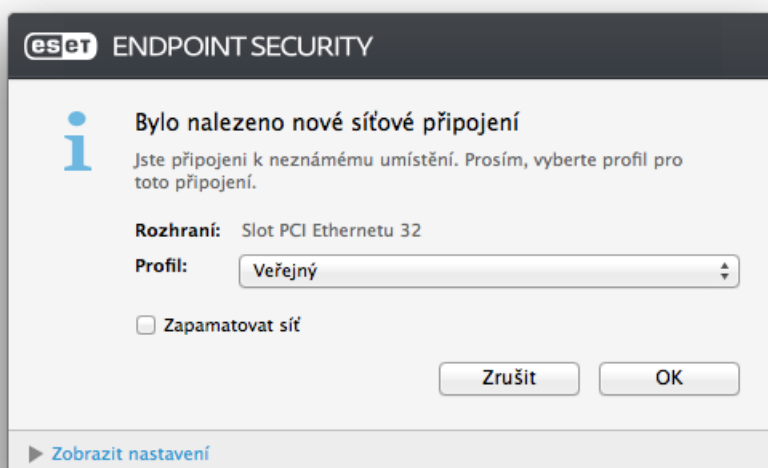 eset ENDPOINT SECURITY
Bylo nalezeno nové síťové připojení
Jste připojeni k neznámému umístění. Prosím, vyberte profil pro
toto připojení.
Rozhraní: Slot PCI Ethernetu 32
Profil: Veřejný
Zapamatovat síť
Zrušit OK
Zobrazit nastavení